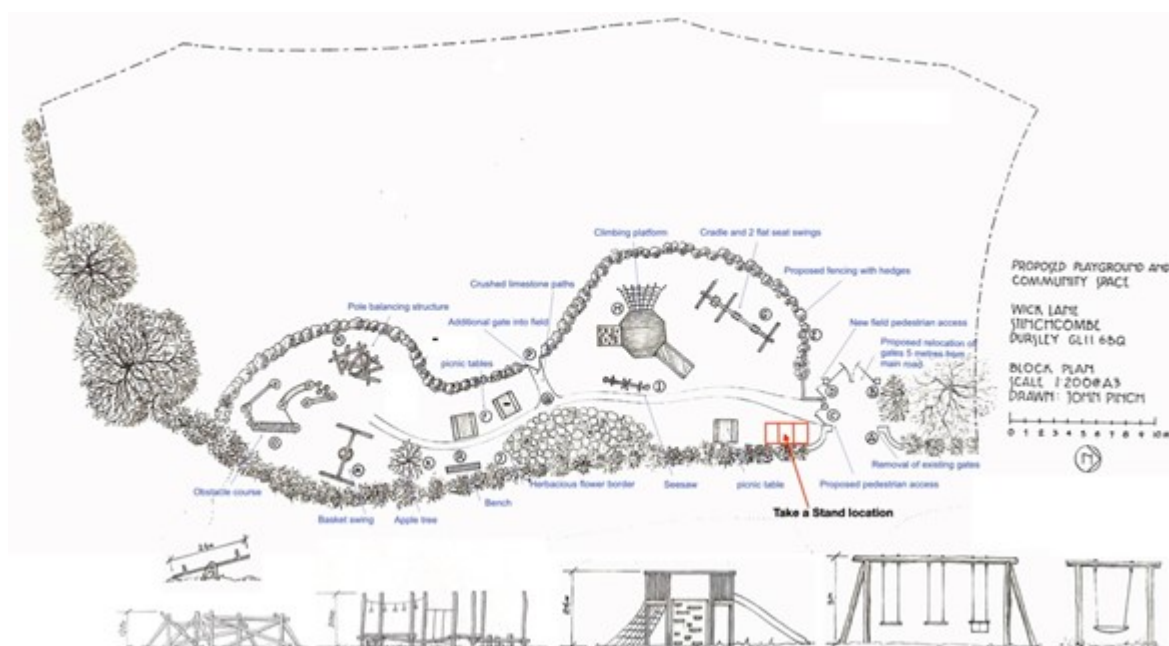 Climbing platform
Cradle and 2 flat seat swings
Crushed limestone paths
Proposed fencing with hedges
Pole balancing structure
Additional gate into field
New field pedestrian access
picnic tables
Proposed relocation of
gates 5 metres from
main road
PROPOSED PLAYGROUND AND
COMMUNITY SPACE
WICK LANE
STINCHCOMBE
DURSLEY GL11 6BQ
BLOCK PLAN
SCALE 1:200@A3
DRAWN: JOHN PINCH
0 1 2 3 4 5 6 7 8 9 10m
Obstacle course
Basket swing
Apple tree
Bench
Herbacious flower border
Seesaw
picnic table
Proposed pedestrian access
Removal of existing gates
Take a Stand location